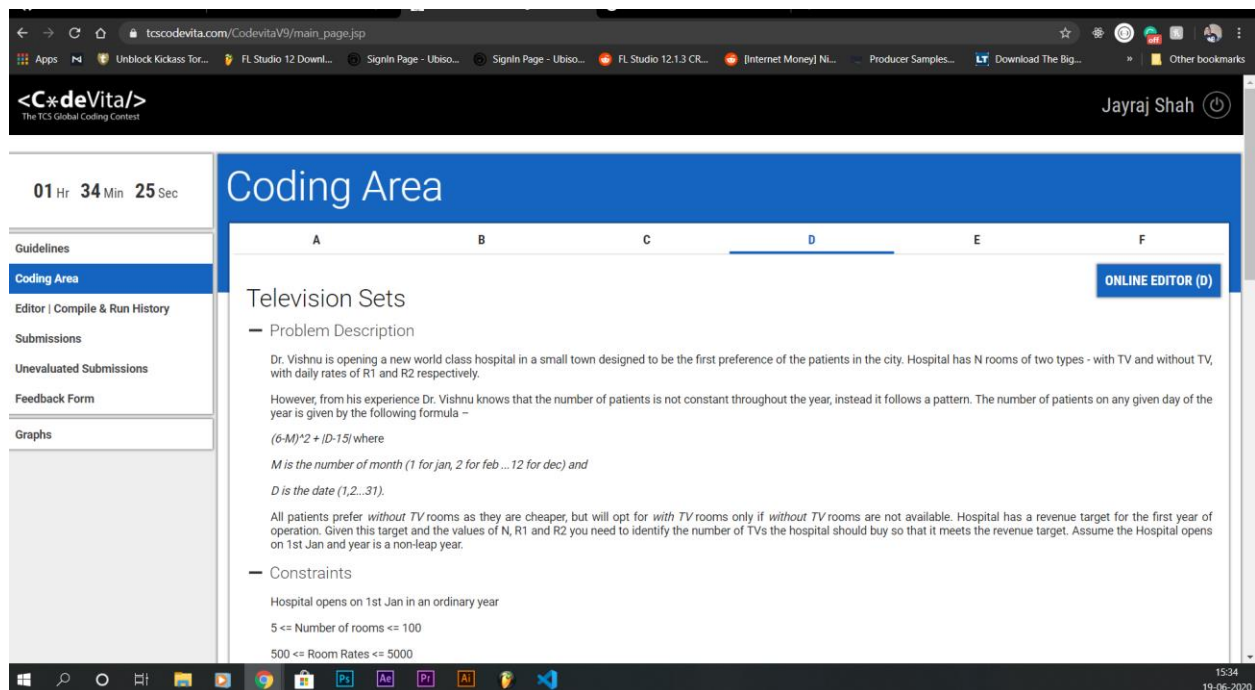 tcscodevita.com/CodevitaV9/main_page.jsp
off
Apps Unblock Kickass Tor... FL Studio 12 Downl... SignIn Page - Ubiso... SignIn Page - Ubiso... FL Studio 12.1.3 CR... [Internet Money] Ni... Producer Samples... LT Download The Big... » Other bookmarks
<C*deVita/>
The TCS Global Coding Contest
Jayraj Shah
01 Hr 34 Min 25 Sec
Coding Area
A B C D E F
Guidelines
Coding Area
Editor | Compile & Run History
Submissions
Unevaluated Submissions
Feedback Form
Graphs
ONLINE EDITOR (D)
Television Sets
Problem Description
Dr. Vishnu is opening a new world class hospital in a small town designed to be the first preference of the patients in the city. Hospital has N rooms of two types - with TV and without TV,
with daily rates of R1 and R2 respectively.
However, from his experience Dr. Vishnu knows that the number of patients is not constant throughout the year, instead it follows a pattern. The number of patients on any given day of the
year is given by the following formula –
(6-M)^2 + |D-15| where
M is the number of month (1 for jan, 2 for feb ...12 for dec) and
D is the date (1,2...31).
All patients prefer without TV rooms as they are cheaper, but will opt for with TV rooms only if without TV rooms are not available. Hospital has a revenue target for the first year of
operation. Given this target and the values of N, R1 and R2 you need to identify the number of TVs the hospital should buy so that it meets the revenue target. Assume the Hospital opens
on 1st Jan and year is a non-leap year.
Constraints
Hospital opens on 1st Jan in an ordinary year
5 <= Number of rooms <= 100
500 <= Room Rates <= 5000
Ps Ae Pr Ai
15:34
19-06-2020